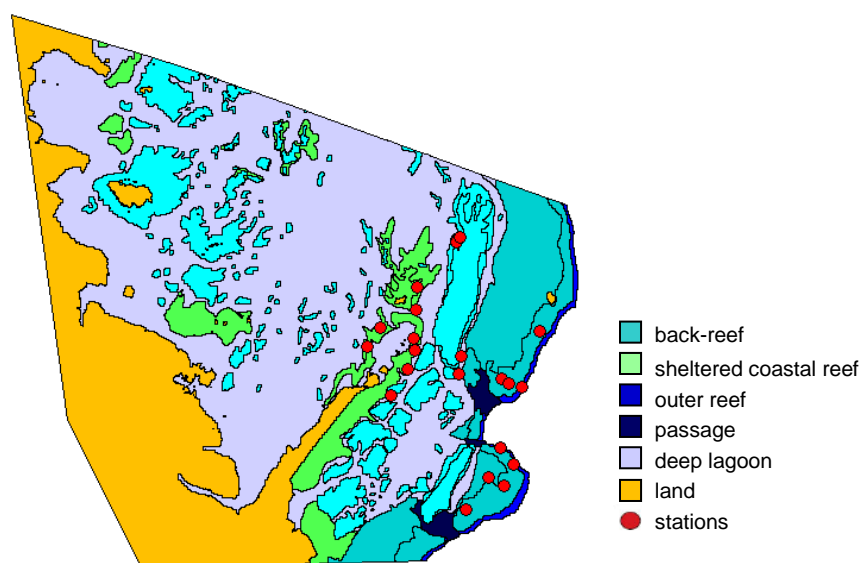 back-reef
sheltered coastal reef
outer reef
passage
deep lagoon
land
stations